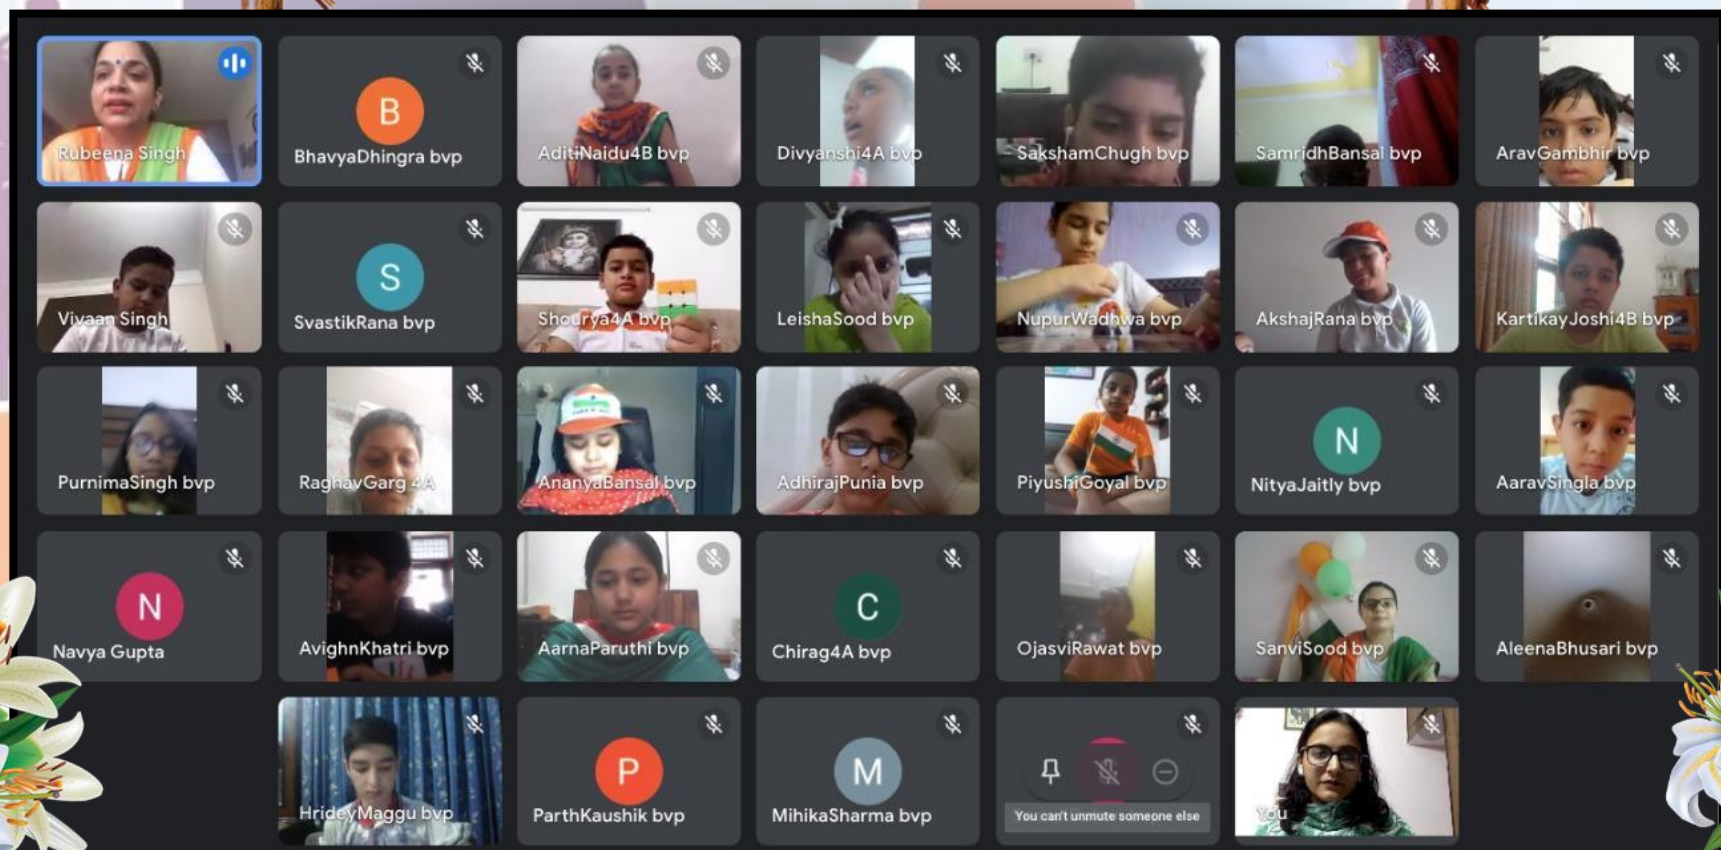 Rubeena Singh
B
BhavyaDhingra bvp
AditiNaidu4B bvp
Divyanshi4A bvp
SakshamChugh bvp
SamridhBansal bvp
AravGambhir bvp
Vivaan Singh
S
SvastikRana bvp
Shourya4A bvp
LeishaSood bvp
NupurWadhwa bvp
AkshajRana bvp
KartikayJoshi4B bvp
PurnimaSingh bvp
RaghavGarg 4A
AnanyaBansal bvp
AdhirajPunia bvp
PiyushiGoyal bvp
N
NityaJaitly bvp
AaravSingla bvp
N
Navya Gupta
AvighnKhatri bvp
AarnaParuthi bvp
C
Chirag4A bvp
OjasviRawat bvp
SanviSood bvp
AleenaBhusari bvp
HrideyMaggu bvp
P
ParthKaushik bvp
M
MihikaSharma bvp
You can't unmute someone else
You